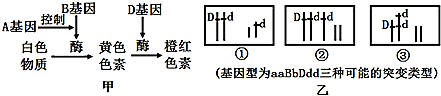 B基因 D基因
A基因 控制
酶 酶
白色 黄色 橙红
物质 色素 色素
甲
D d d
D d d
D d d
① ② ③
(基因型为aaBbDdd三种可能的突变类型)
乙